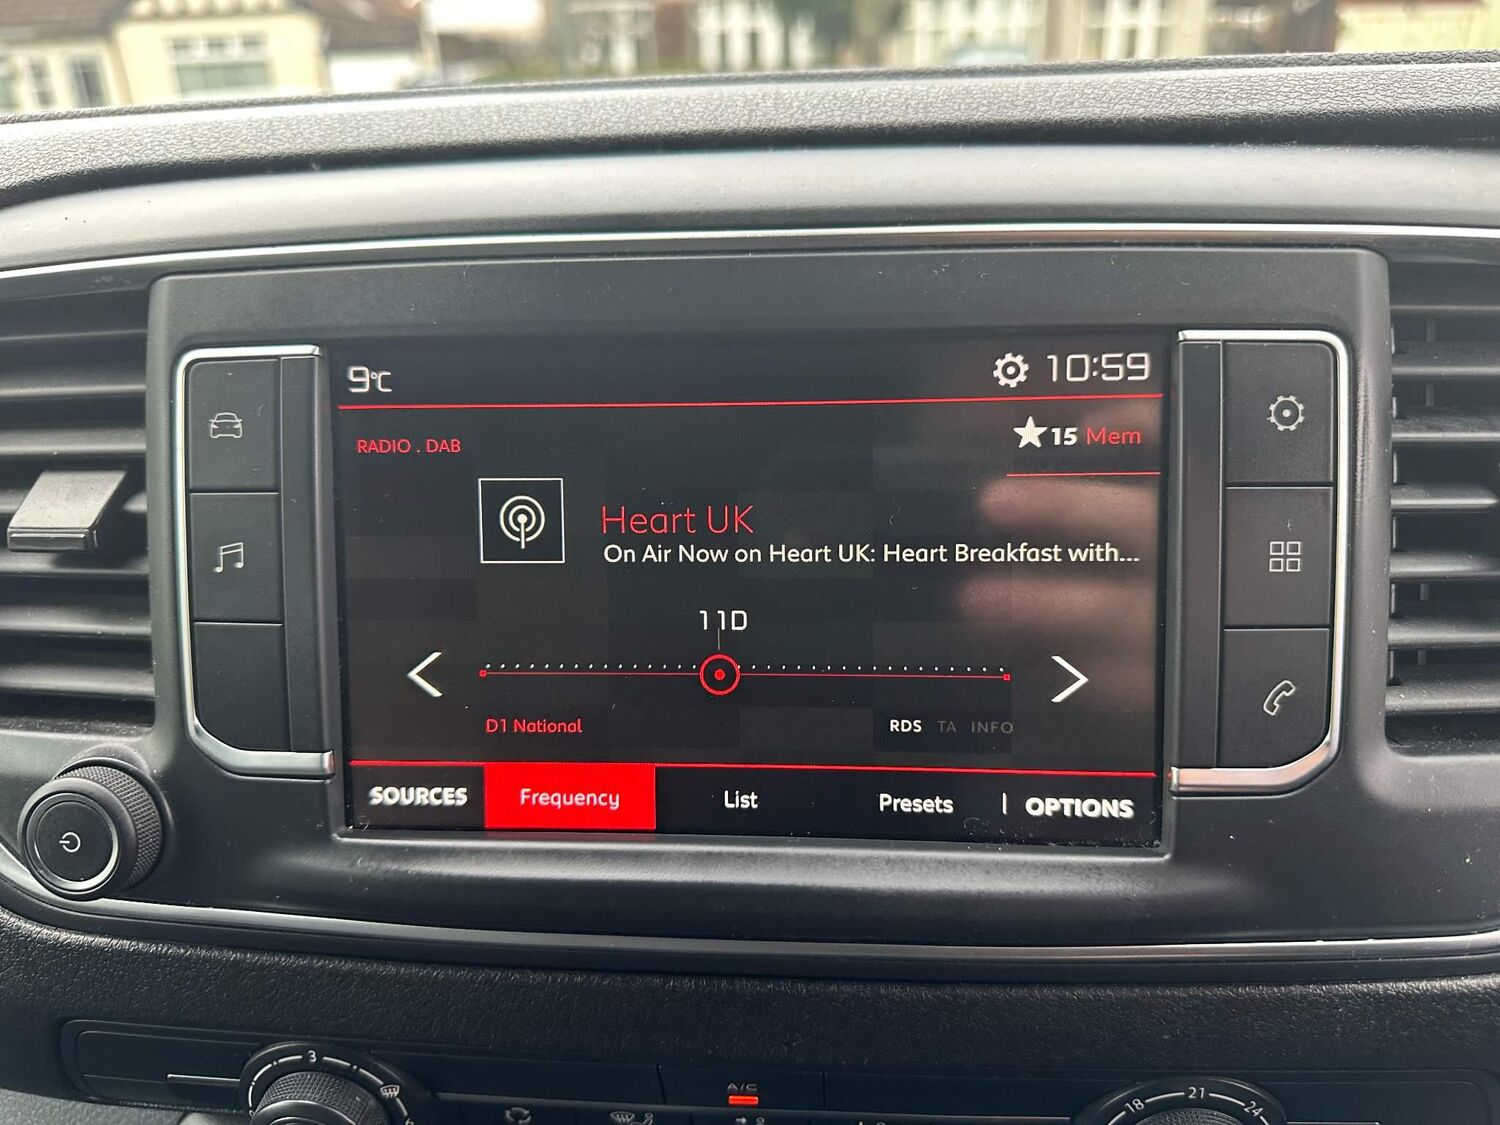 9°C
10:59
RADIO . DAB
15 Mem
Heart UK
On Air Now on Heart UK: Heart Breakfast with...
11D
D1 National
RDS TA INFO
SOURCES Frequency List Presets OPTIONS
3
A/C
18 21 24